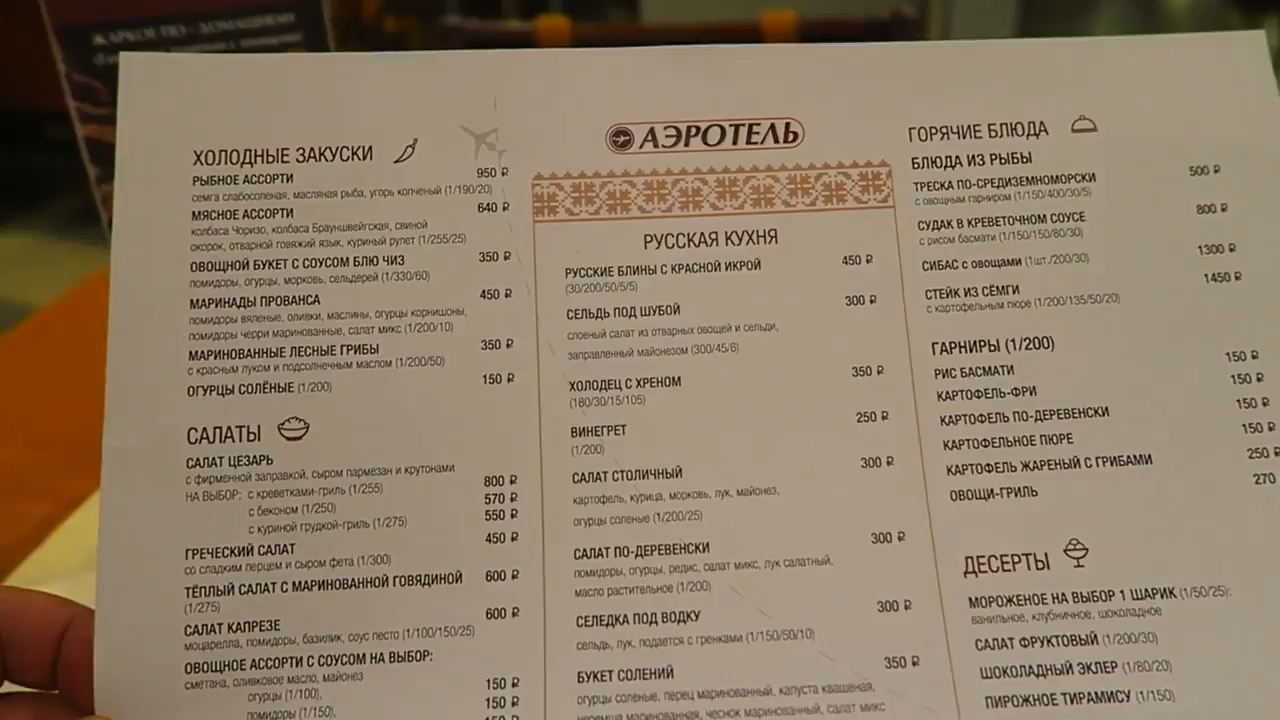 ЖАРКОЕ ПО - ДОМАШНЕМУ
АЭРОТЕЛЬ
ХОЛОДНЫЕ ЗАКУСКИ
РЫБНОЕ АССОРТИ 950 ₽
семга слабосоленая, масляная рыба, угорь копченый (1/190/20)
МЯСНОЕ АССОРТИ 640 ₽
колбаса Чоризо, колбаса Брауншвейгская, свиной
окорок, отварной говяжий язык, куриный рулет (1/255/25)
ОВОЩНОЙ БУКЕТ С СОУСОМ БЛЮ ЧИЗ 350 ₽
помидоры, огурцы, морковь, сельдерей (1/330/60)
МАРИНАДЫ ПРОВАНСА 450 ₽
помидоры вяленые, оливки, маслины, огурцы корнишоны,
помидоры черри маринованные, салат микс (1/200/10)
МАРИНОВАННЫЕ ЛЕСНЫЕ ГРИБЫ 350 ₽
с красным луком и подсолнечным маслом (1/200/50)
ОГУРЦЫ СОЛЁНЫЕ (1/200) 150 ₽
САЛАТЫ
САЛАТ ЦЕЗАРЬ
с фирменной заправкой, сыром пармезан и крутонами
НА ВЫБОР: с креветками-гриль (1/255) 800 ₽
с беконом (1/250) 570 ₽
с куриной грудкой-гриль (1/275) 550 ₽
ГРЕЧЕСКИЙ САЛАТ 450 ₽
со сладким перцем и сыром фета (1/300)
ТЁПЛЫЙ САЛАТ С МАРИНОВАННОЙ ГОВЯДИНОЙ 600 ₽
(1/275)
САЛАТ КАПРЕЗЕ 600 ₽
моцарелла, помидоры, базилик, соус песто (1/100/150/25)
ОВОЩНОЕ АССОРТИ С СОУСОМ НА ВЫБОР:
сметана, оливковое масло, майонез
огурцы (1/100), 150 ₽
помидоры (1/150), 150 ₽
РУССКАЯ КУХНЯ
РУССКИЕ БЛИНЫ С КРАСНОЙ ИКРОЙ 450 ₽
(30/200/50/5/5)
СЕЛЬДЬ ПОД ШУБОЙ 300 ₽
слоеный салат из отварных овощей и сельди,
заправленный майонезом (300/45/6)
ХОЛОДЕЦ С ХРЕНОМ 350 ₽
(180/30/15/105)
ВИНЕГРЕТ 250 ₽
(1/200)
САЛАТ СТОЛИЧНЫЙ 300 ₽
картофель, курица, морковь, лук, майонез,
огурцы соленые (1/200/25)
САЛАТ ПО-ДЕРЕВЕНСКИ 300 ₽
помидоры, огурцы, редис, салат микс, лук салатный,
масло растительное (1/200)
СЕЛЕДКА ПОД ВОДКУ 300 ₽
сельдь, лук, подается с гренками (1/150/50/10)
БУКЕТ СОЛЕНИЙ 350 ₽
огурцы соленые, перец маринованный, капуста квашеная,
черемша маринованная, чеснок маринованный, салат микс
ГОРЯЧИЕ БЛЮДА
БЛЮДА ИЗ РЫБЫ
ТРЕСКА ПО-СРЕДИЗЕМНОМОРСКИ 500 ₽
с овощным гарниром (1/150/400/30/5)
СУДАК В КРЕВЕТОЧНОМ СОУСЕ 800 ₽
с рисом басмати (1/150/150/80/30)
СИБАС с овощами (1шт./200/30) 1300 ₽
СТЕЙК ИЗ СЁМГИ 1450 ₽
с картофельным пюре (1/200/135/50/20)
ГАРНИРЫ (1/200)
РИС БАСМАТИ 150 ₽
КАРТОФЕЛЬ-ФРИ 150 ₽
КАРТОФЕЛЬ ПО-ДЕРЕВЕНСКИ 150 ₽
КАРТОФЕЛЬНОЕ ПЮРЕ 150 ₽
КАРТОФЕЛЬ ЖАРЕНЫЙ С ГРИБАМИ 250 ₽
ОВОЩИ-ГРИЛЬ 270
ДЕСЕРТЫ
МОРОЖЕНОЕ НА ВЫБОР 1 ШАРИК (1/50/25):
ванильное, клубничное, шоколадное
САЛАТ ФРУКТОВЫЙ (1/200/30)
ШОКОЛАДНЫЙ ЭКЛЕР (1/80/20)
ПИРОЖНОЕ ТИРАМИСУ (1/150)